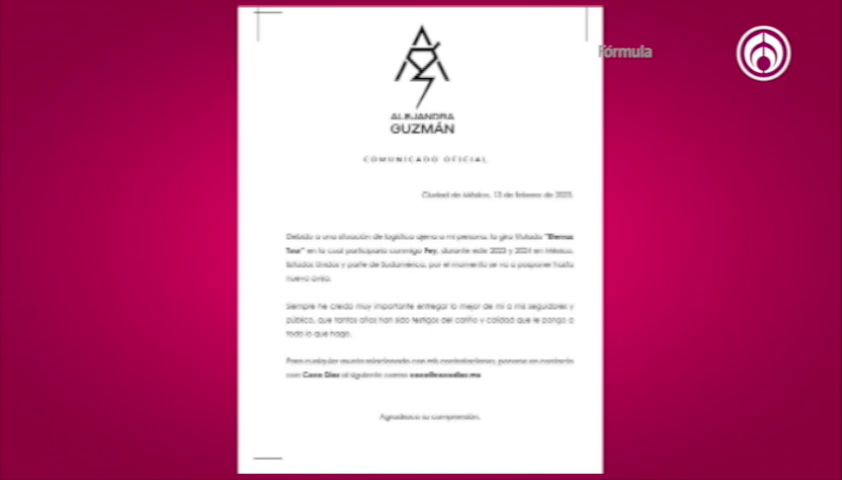 Fórmula
ALEJANDRA
GUZMÁN
COMUNICADO OFICIAL
Ciudad de México, 13 de febrero de 2023.
Debido a una situación de logística ajena a mi persona, la gira titulada "Eternas
Tour" en la cual participaría conmigo Fey, durante este 2023 y 2024 en México,
Estados Unidos y parte de Sudamérica, por el momento se va a posponer hasta
nuevo aviso.
Siempre he creído muy importante entregar lo mejor de mí a mis seguidores y
público, que tantos años han sido testigos del cariño y calidad que le pongo a
todo lo que hago.
Para cualquier asunto relacionado con mis contrataciones, ponerse en contacto
con Coco Díaz al siguiente correo
Agradezco su comprensión.